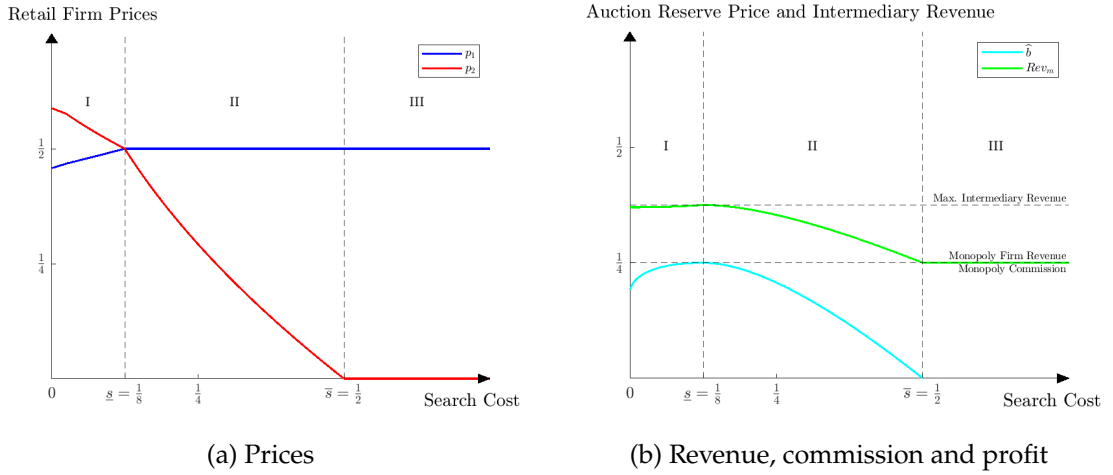 Retail Firm Prices
p₁
p₂
I
II
III
1/2
1/4
0
s̲ = 1/8
1/4
s̅ = 1/2
Search Cost
(a) Prices
Auction Reserve Price and Intermediary Revenue
b̂
Revₘ
I
II
III
1/2
Max. Intermediary Revenue
1/4
Monopoly Firm Revenue
Monopoly Commission
0
s̲ = 1/8
1/4
s̅ = 1/2
Search Cost
(b) Revenue, commission and profit